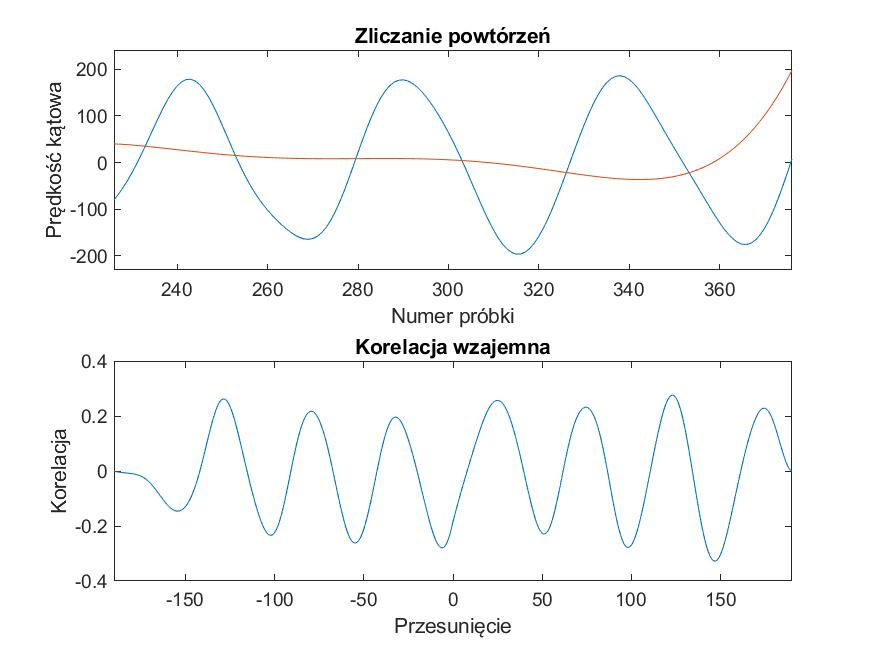 Zliczanie powtórzeń
200
100
0
-100
-200
Prędkość kątowa
240 260 280 300 320 340 360
Numer próbki
Korelacja wzajemna
0.4
0.2
0
-0.2
-0.4
Korelacja
-150 -100 -50 0 50 100 150
Przesunięcie